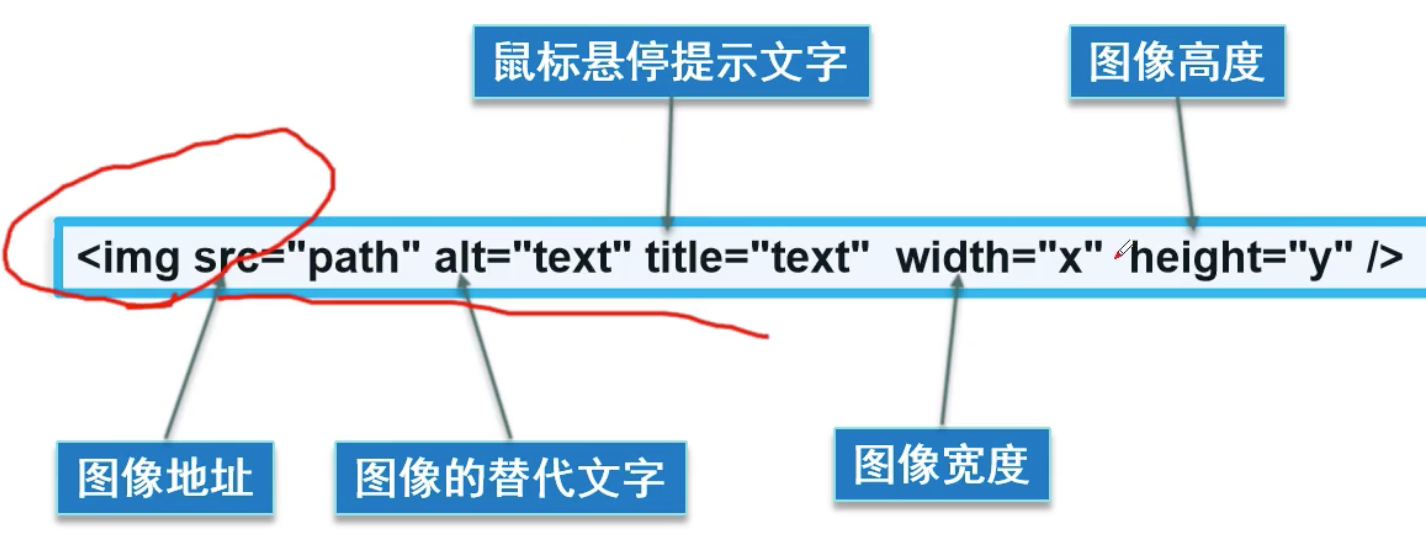 鼠标悬停提示文字
图像高度
<img src="path" alt="text" title="text"  width="x"  height="y" />
图像地址
图像的替代文字
图像宽度